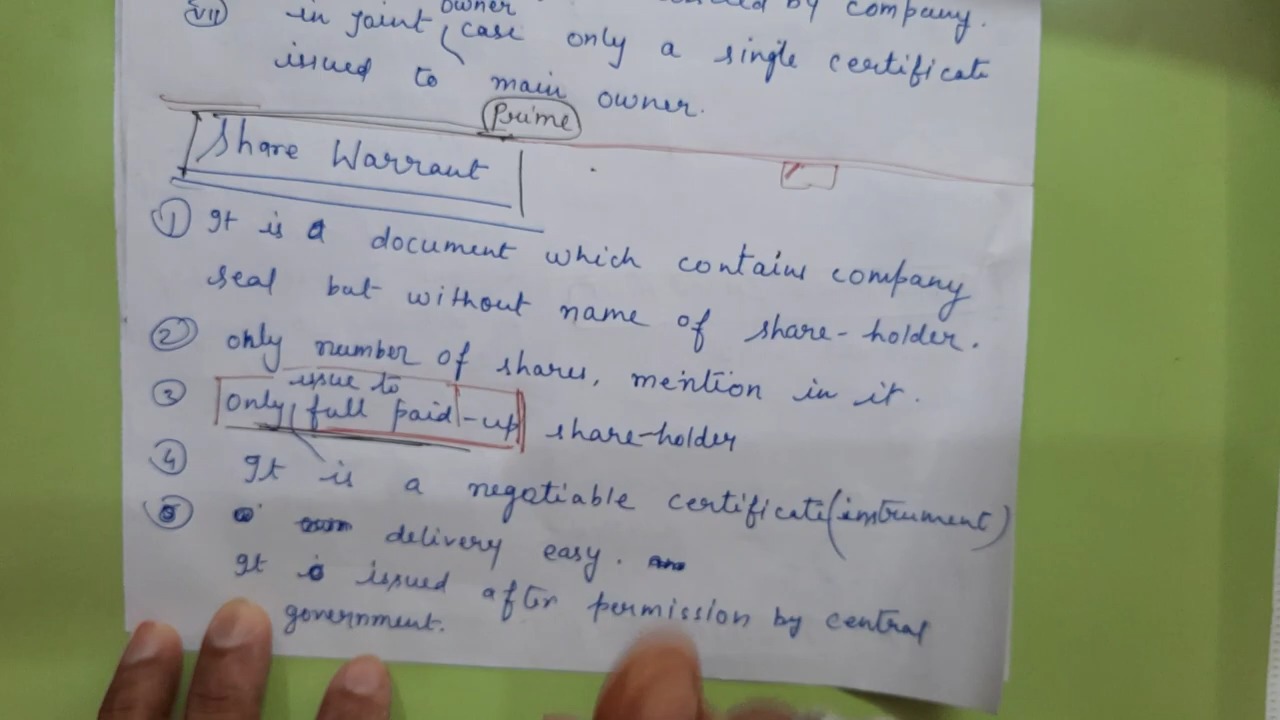 by company.
(vii) in joint owner case only a single certificate
issued to main owner.
Prime
Share Warrant
① It is a document which contains company
seal but without name of share-holder.
② only number of shares, mention in it.
③ only issue to full paid-up share-holder
④ It is a negotiable certificate (instrument)
⑤ delivery easy.
It is issued after permission by central
government.